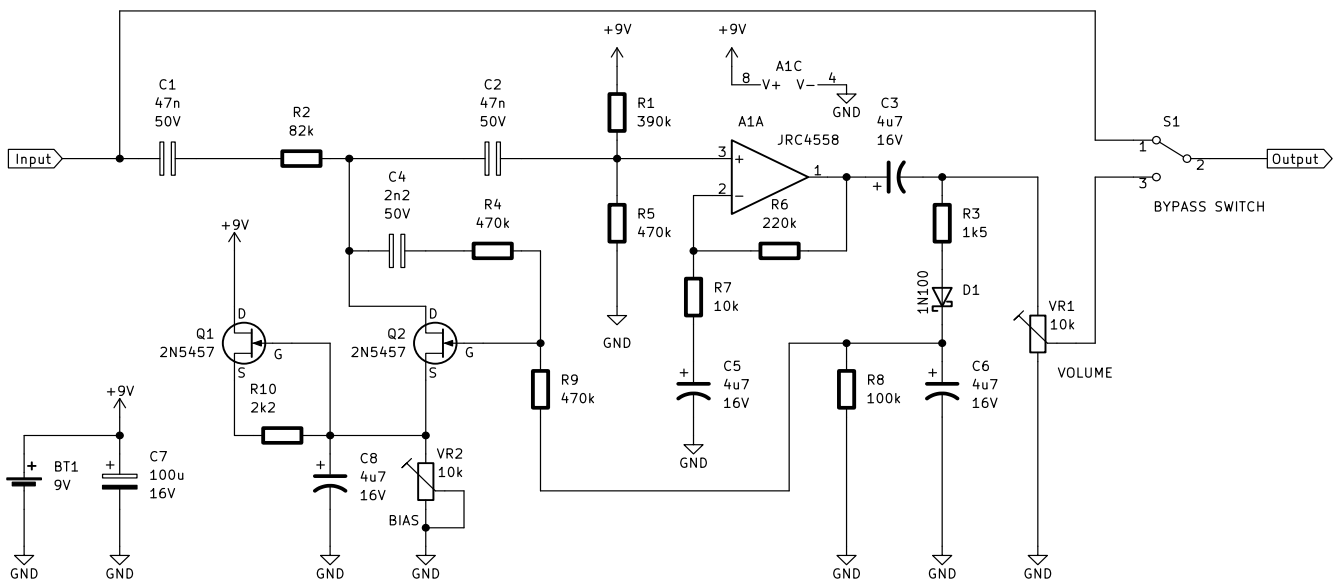 +9V
+9V
A1C
8
V+
V-
4
GND
C1
47n
50V
R2
82k
C2
47n
50V
R1
390k
A1A
JRC4558
C3
4u7
16V
+
S1
1
2
3
BYPASS SWITCH
Input
Output
3
+
2
-
1
C4
2n2
50V
R4
470k
R5
470k
R6
220k
R3
1k5
+9V
R7
10k
1N100
D1
VR1
10k
VOLUME
GND
Q1
2N5457
D
G
S
Q2
2N5457
D
G
S
R10
2k2
R9
470k
C5
4u7
16V
+
GND
R8
100k
C6
4u7
16V
+
+9V
BT1
9V
+
C7
100u
16V
+
C8
4u7
16V
+
VR2
10k
BIAS
GND
GND
GND
GND
GND
GND
GND